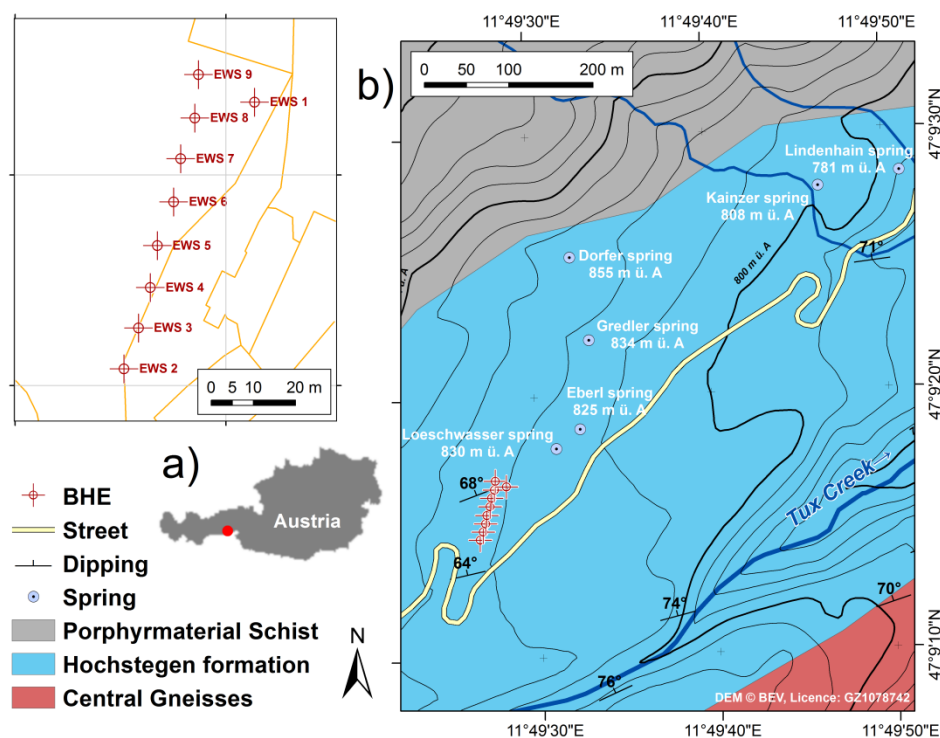 EWS 9
EWS 1
EWS 8
EWS 7
EWS 6
EWS 5
EWS 4
EWS 3
EWS 2
0 5 10 20 m
a)
Austria
BHE
Street
Dipping
Spring
Porphyrmaterial Schist
Hochstegen formation
Central Gneisses
N
b)
11°49'30"E
11°49'40"E
11°49'50"E
0 50 100 200 m
47°9'30"N
Lindenhain spring
781 m ü. A
Kainzer spring
808 m ü. A
71°
Dorfer spring
855 m ü. A
800 m ü. A
Gredler spring
834 m ü. A
47°9'20"N
Eberl spring
825 m ü. A
Loeschwasser spring
830 m ü. A
68°
Tux Creek→
64°
74°
70°
47°9'10"N
76°
DEM © BEV, Licence: GZ1078742
11°49'30"E
11°49'40"E
11°49'50"E